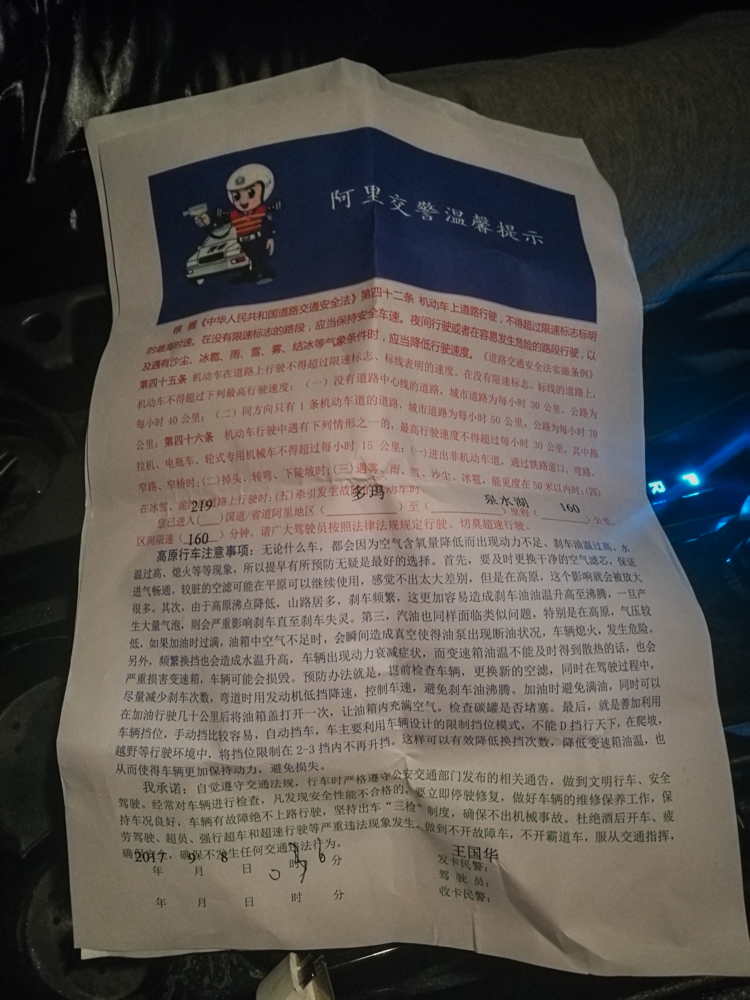 阿里交警温馨提示
根 据《中华人民共和国道路交通安全法》第四十二条 机动车上道路行驶，不得超过限速标志标明
的最高时速。在没有限速标志的路段，应当保持安全车速。夜间行驶或者在容易发生危险的路段行驶，以
及遇有沙尘、冰雹、雨、雪、雾、结冰等气象条件时，应当降低行驶速度。《道路交通安全法实施条例》
第四十五条 机动车在道路上行驶不得超过限速标志、标线表明的速度。在没有限速标志，标线的道路上，
机动车不得超过下列最高行驶速度：（一）没有道路中心线的道路，城市道路为每小时 30 公里，公路为
每小时 40 公里；（二）同方向只有 1 条机动车道的道路，城市道路为每小时 50 公里，公路为每小时 70
公里；第四十六条 机动车行驶中遇有下列情形之一的，最高行驶速度不得超过每小时 30 公里，其中拖
拉机、电瓶车、轮式专用机械车不得超过每小时 15 公里：(一)进出非机动车道，通过铁路道口、弯路、
窄路、窄桥时；(二)掉头、转弯、下陡坡时；(三)遇雾、雨、雪、沙尘、冰雹，能见度在 50 米以内时；(四)
在冰雪、泥泞道路上行驶时；(五)牵引发生故障的机动车时。
您已进入（219）国道/省道阿里地区（多玛）至（泉水湖）里程（160）公里，
区间限速（160）分钟，请广大驾驶员按照法律法规规定行驶、切莫超速行驶。
高原行车注意事项：无论什么车，都会因为空气含氧量降低而出现动力不足、刹车油温过高、水
温过高、熄火等等现象，所以提早有所预防无疑是最好的选择。首先，要及时更换干净的空气滤芯，保证
进气畅通，较脏的空滤可能在平原可以继续使用，感觉不出太大差别，但是在高原，这个影响就会被放大
很多。其次，由于高原沸点降低，山路居多，刹车频繁，这更加容易造成刹车油油温升高至沸腾，一旦产
生大量气泡，则会严重影响刹车直至刹车失灵。第三，汽油也同样面临类似问题，特别是在高原，气压较
低，如果加油时过满，油箱中空气不足时，会瞬间造成真空使得油泵出现断油状况，车辆熄火，发生危险。
另外，频繁换挡也会造成水温升高，车辆出现动力衰减症状，而变速箱油温不能及时得到散热的话，也会
严重损害变速箱，车辆可能会损毁。预防办法就是，提前检查车辆，更换新的空滤，同时在驾驶过程中，
尽量减少刹车次数，弯道时用发动机低挡降速，控制车速，避免刹车油沸腾。加油时避免满油，同时可以
在加油行驶几十公里后将油箱盖打开一次，让油箱内充满空气。检查碳罐是否堵塞。最后，就是善加利用
车辆挡位，手动挡比较容易，自动挡车，车主要利用车辆设计的限制挡位模式，不能 D 挡行天下，在爬坡，
越野等行驶环境中，将挡位限制在 2-3 挡内不再升挡。这样可以有效降低换挡次数，降低变速箱油温，也
从而使得车辆更加保持动力，避免损失。
我承诺：自觉遵守交通法规，行车时严格遵守公安交通部门发布的相关通告，做到文明行车、安全
驾驶。经常对车辆进行检查，凡发现安全性能不合格的，要立即停驶修复，做好车辆的维修保养工作，保
持车况良好，车辆有故障绝不上路行驶，坚持出车“三检”制度，确保不出机械事故。杜绝酒后开车、疲
劳驾驶、超员、强行超车和超速行驶等严重违法现象发生。做到不开故障车，不开霸道车，服从交通指挥，
确保安全，确保不发生任何交通违法行为。
2017 年 9 月 8 日 时 分 发卡民警：王国华
驾 驶 员：
年 月 日 时 分 收卡民警：